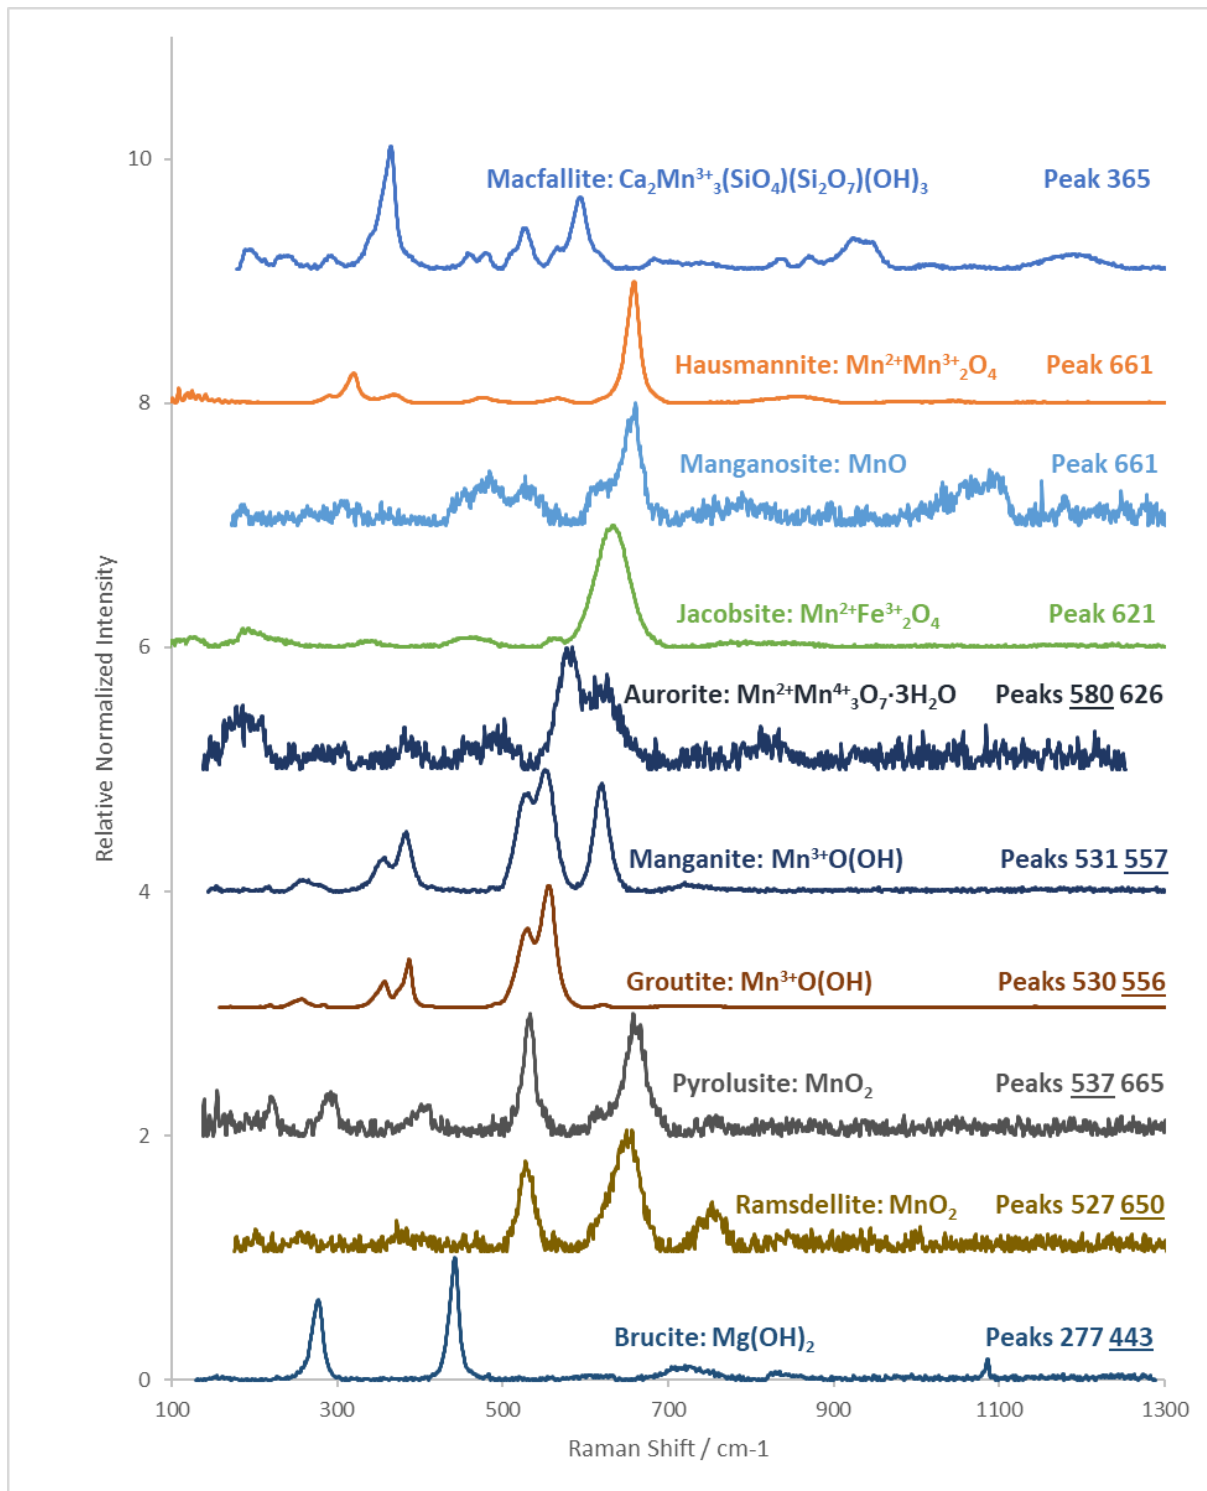 10
Macfallite: Ca₂Mn³⁺₃(SiO₄)(Si₂O₇)(OH)₃ Peak 365
Hausmannite: Mn²⁺Mn³⁺₂O₄ Peak 661
8
Manganosite: MnO Peak 661
Relative Normalized Intensity
Jacobsite: Mn²⁺Fe³⁺₂O₄ Peak 621
6
Aurorite: Mn²⁺Mn⁴⁺₃O₇·3H₂O Peaks 580 626
Manganite: Mn³⁺O(OH) Peaks 531 557
4
Groutite: Mn³⁺O(OH) Peaks 530 556
Pyrolusite: MnO₂ Peaks 537 665
2
Ramsdellite: MnO₂ Peaks 527 650
Brucite: Mg(OH)₂ Peaks 277 443
0
100 300 500 700 900 1100 1300
Raman Shift / cm-1